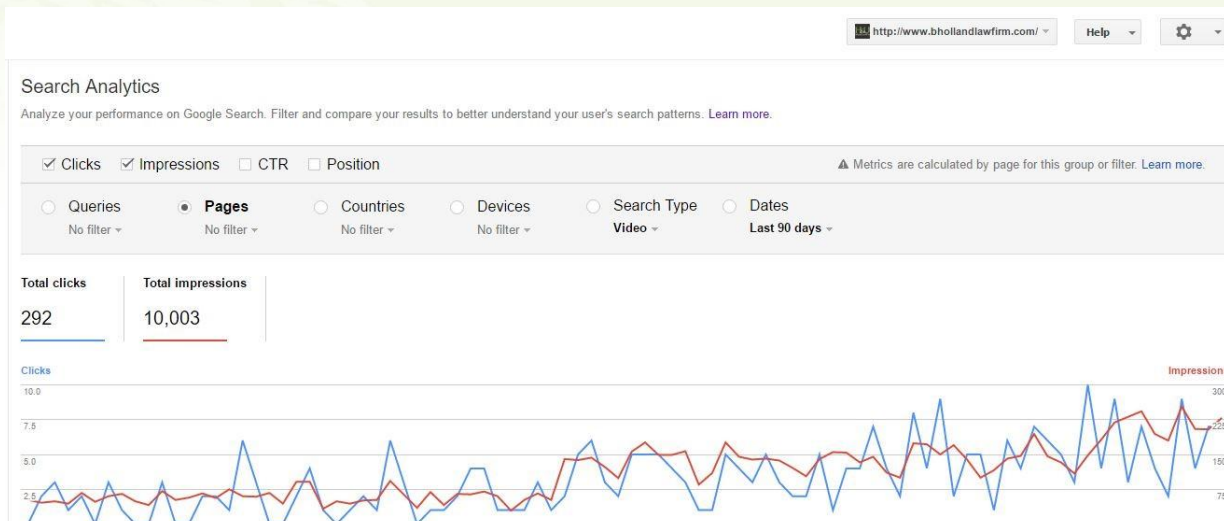 http://www.bhollandlawfirm.com/ Help
Search Analytics
Analyze your performance on Google Search. Filter and compare your results to better understand your user's search patterns. Learn more.
Clicks Impressions CTR Position Metrics are calculated by page for this group or filter. Learn more.
Queries Pages Countries Devices Search Type Dates
No filter No filter No filter No filter Video Last 90 days
Total clicks Total impressions
292 10,003
Clicks Impression
10.0 300
7.5 225
5.0 150
2.5 75